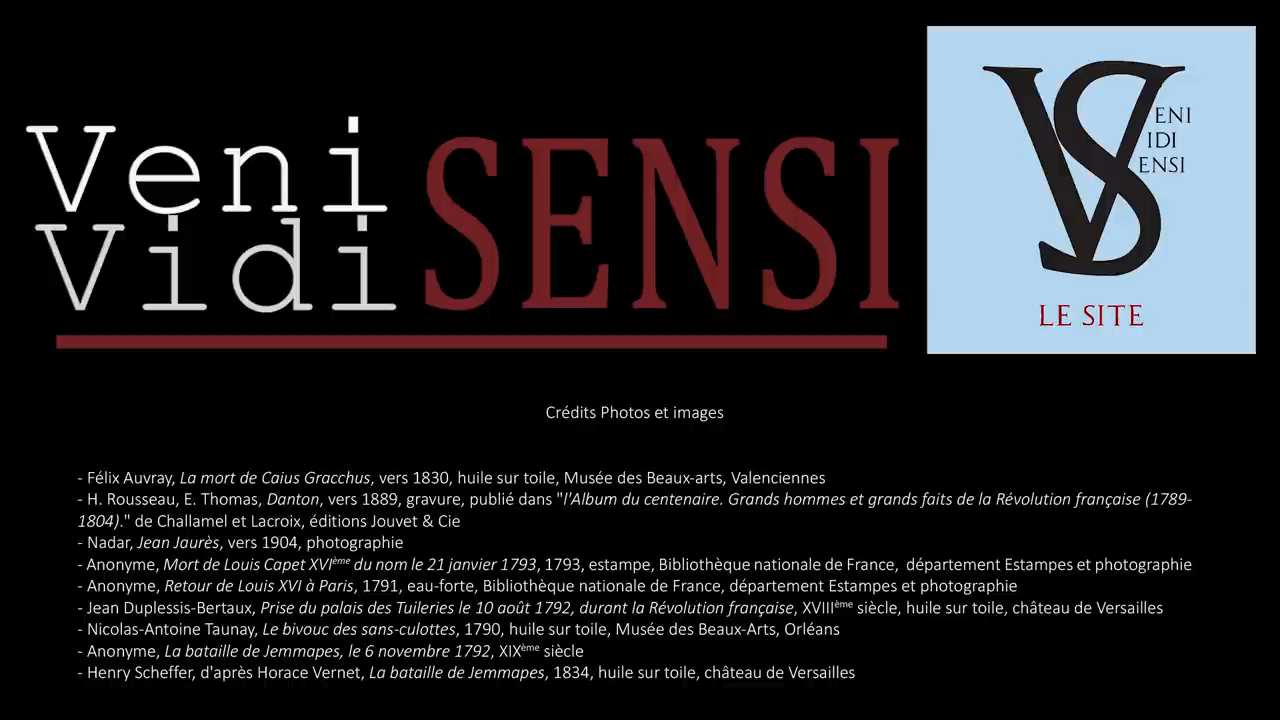 Veni
Vidi
SENSI
VS
ENI
IDI
ENSI
LE SITE
Crédits Photos et images
- Félix Auvray, La mort de Caius Gracchus, vers 1830, huile sur toile, Musée des Beaux-arts, Valenciennes
- H. Rousseau, E. Thomas, Danton, vers 1889, gravure, publié dans "l'Album du centenaire. Grands hommes et grands faits de la Révolution française (1789-
1804)." de Challamel et Lacroix, éditions Jouvet & Cie
- Nadar, Jean Jaurès, vers 1904, photographie
- Anonyme, Mort de Louis Capet XVIème du nom le 21 janvier 1793, 1793, estampe, Bibliothèque nationale de France, département Estampes et photographie
- Anonyme, Retour de Louis XVI à Paris, 1791, eau-forte, Bibliothèque nationale de France, département Estampes et photographie
- Jean Duplessis-Bertaux, Prise du palais des Tuileries le 10 août 1792, durant la Révolution française, XVIIIème siècle, huile sur toile, château de Versailles
- Nicolas-Antoine Taunay, Le bivouc des sans-culottes, 1790, huile sur toile, Musée des Beaux-Arts, Orléans
- Anonyme, La bataille de Jemmapes, le 6 novembre 1792, XIXème siècle
- Henry Scheffer, d'après Horace Vernet, La bataille de Jemmapes, 1834, huile sur toile, château de Versailles